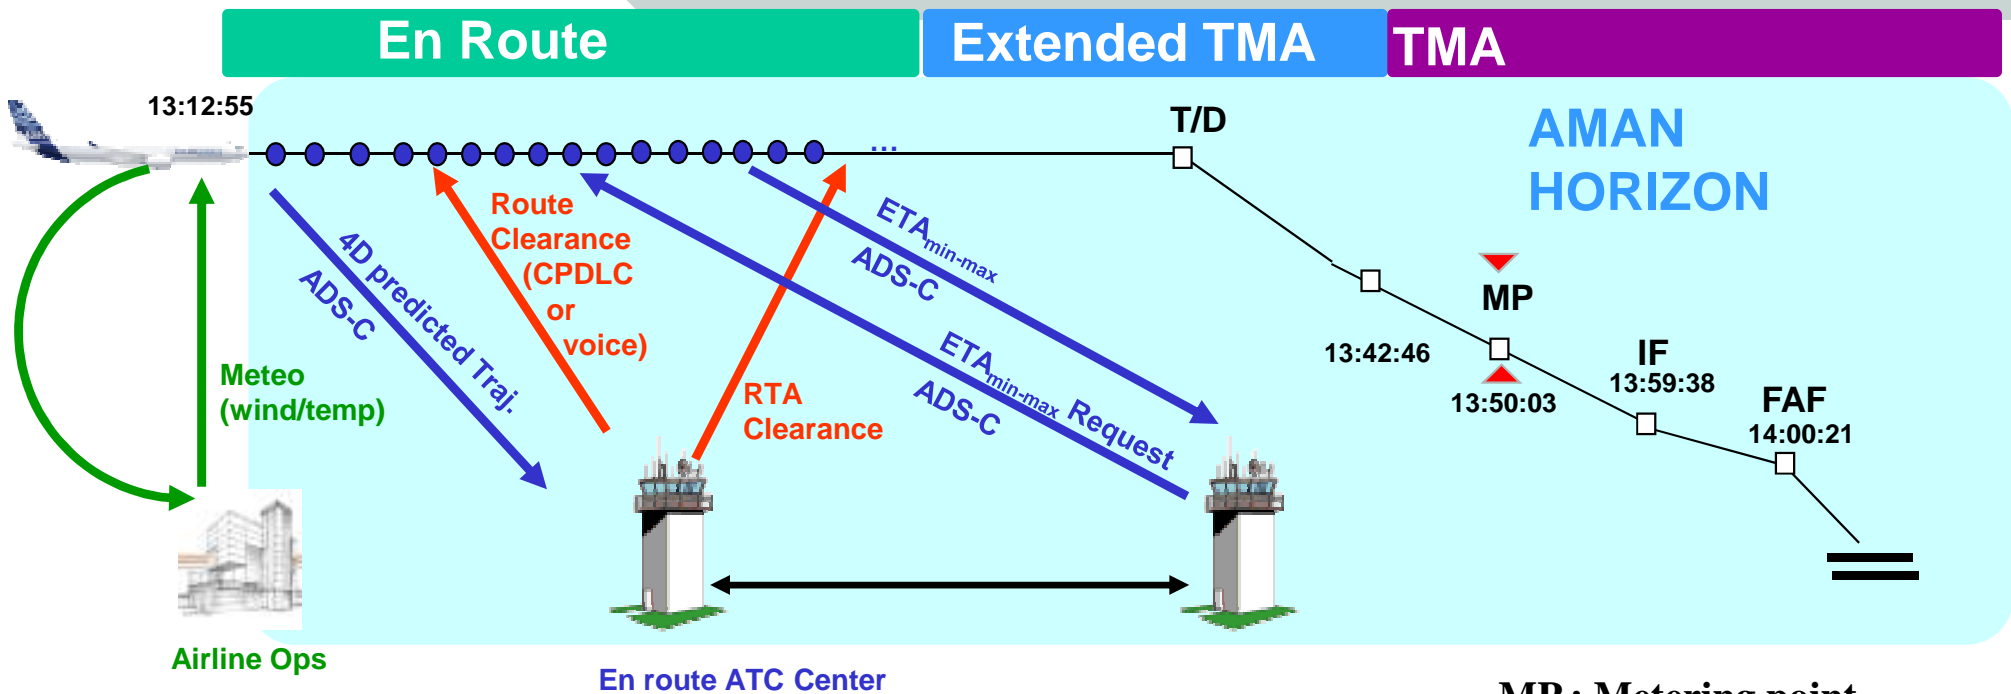 En Route
Extended TMA
TMA
13:12:55
T/D
AMAN
HORIZON
...
Route
Clearance
(CPDLC
or
voice)
4D predicted Traj.
ADS-C
ETAmin-max
ADS-C
ETAmin-max Request
ADS-C
RTA
Clearance
Meteo
(wind/temp)
MP
13:42:46
13:50:03
IF
13:59:38
FAF
14:00:21
Airline Ops
En route ATC Center